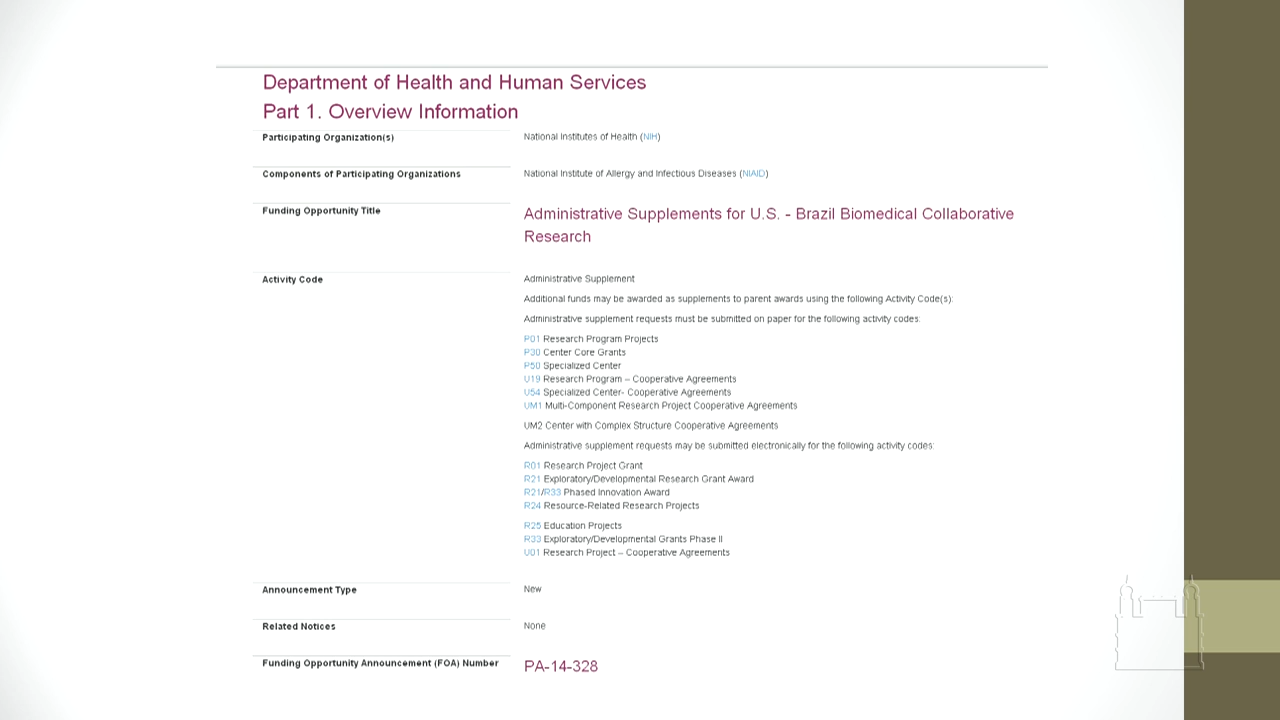 Department of Health and Human Services
Part 1. Overview Information
Participating Organization(s)
National Institutes of Health (NIH)
Components of Participating Organizations
National Institute of Allergy and Infectious Diseases (NIAID)
Funding Opportunity Title
Administrative Supplements for U.S. - Brazil Biomedical Collaborative
Research
Activity Code
Administrative Supplement
Additional funds may be awarded as supplements to parent awards using the following Activity Code(s):
Administrative supplement requests must be submitted on paper for the following activity codes:
P01 Research Program Projects
P30 Center Core Grants
P50 Specialized Center
U19 Research Program – Cooperative Agreements
U54 Specialized Center- Cooperative Agreements
UM1 Multi-Component Research Project Cooperative Agreements
UM2 Center with Complex Structure Cooperative Agreements
Administrative supplement requests may be submitted electronically for the following activity codes:
R01 Research Project Grant
R21 Exploratory/Developmental Research Grant Award
R21/R33 Phased Innovation Award
R24 Resource-Related Research Projects
R25 Education Projects
R33 Exploratory/Developmental Grants Phase II
U01 Research Project – Cooperative Agreements
Announcement Type
New
Related Notices
None
Funding Opportunity Announcement (FOA) Number
PA-14-328